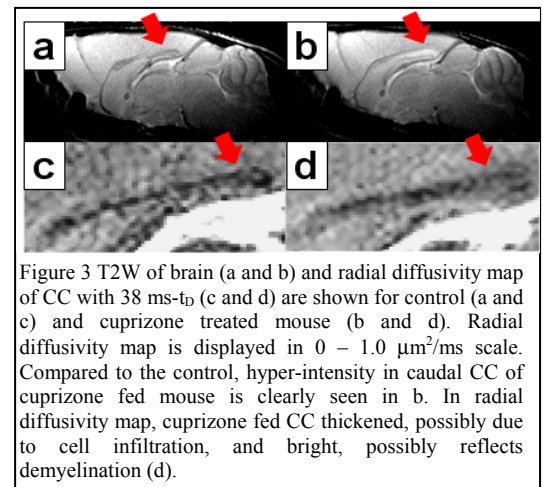 a b
c d
Figure 3 T2W of brain (a and b) and radial diffusivity map
of CC with 38 ms-tD (c and d) are shown for control (a and
c) and cuprizone treated mouse (b and d). Radial
diffusivity map is displayed in 0 – 1.0 μm²/ms scale.
Compared to the control, hyper-intensity in caudal CC of
cuprizone fed mouse is clearly seen in b. In radial
diffusivity map, cuprizone fed CC thickened, possibly due
to cell infiltration, and bright, possibly reflects
demyelination (d).